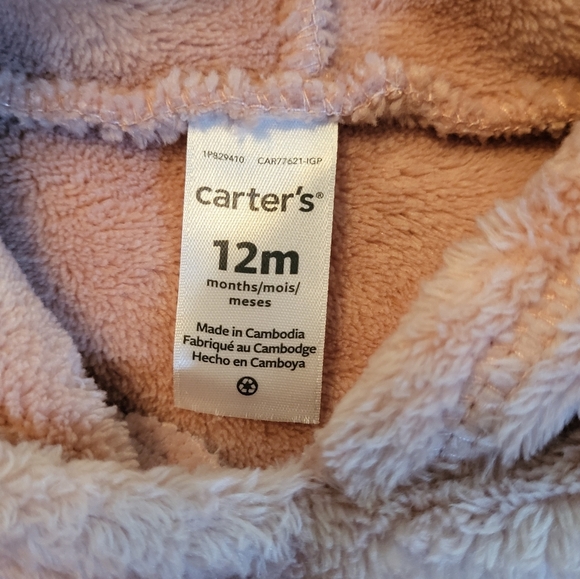 1P829410 CAR77621-IGP
carter's®
12m
months/mois/
meses
Made in Cambodia
Fabriqué au Cambodge
Hecho en Camboya